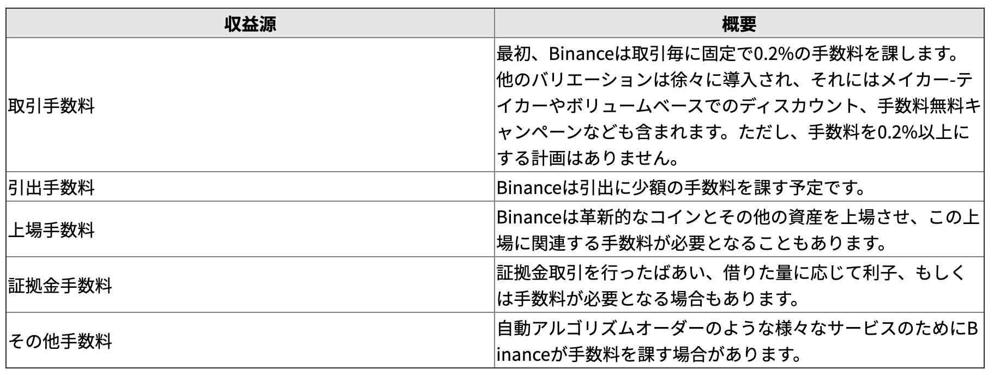 収益源
概要
取引手数料
最初、Binanceは取引毎に固定で0.2%の手数料を課します。
他のバリエーションは徐々に導入され、それにはメイカー-テ
イカーやボリュームベースでのディスカウント、手数料無料キ
ャンペーンなども含まれます。ただし、手数料を0.2%以上に
する計画はありません。
引出手数料
Binanceは引出に少額の手数料を課す予定です。
上場手数料
Binanceは革新的なコインとその他の資産を上場させ、この上
場に関連する手数料が必要となることもあります。
証拠金手数料
証拠金取引を行ったばあい、借りた量に応じて利子、もしく
は手数料が必要となる場合もあります。
その他手数料
自動アルゴリズムオーダーのような様々なサービスのためにB
inanceが手数料を課す場合があります。